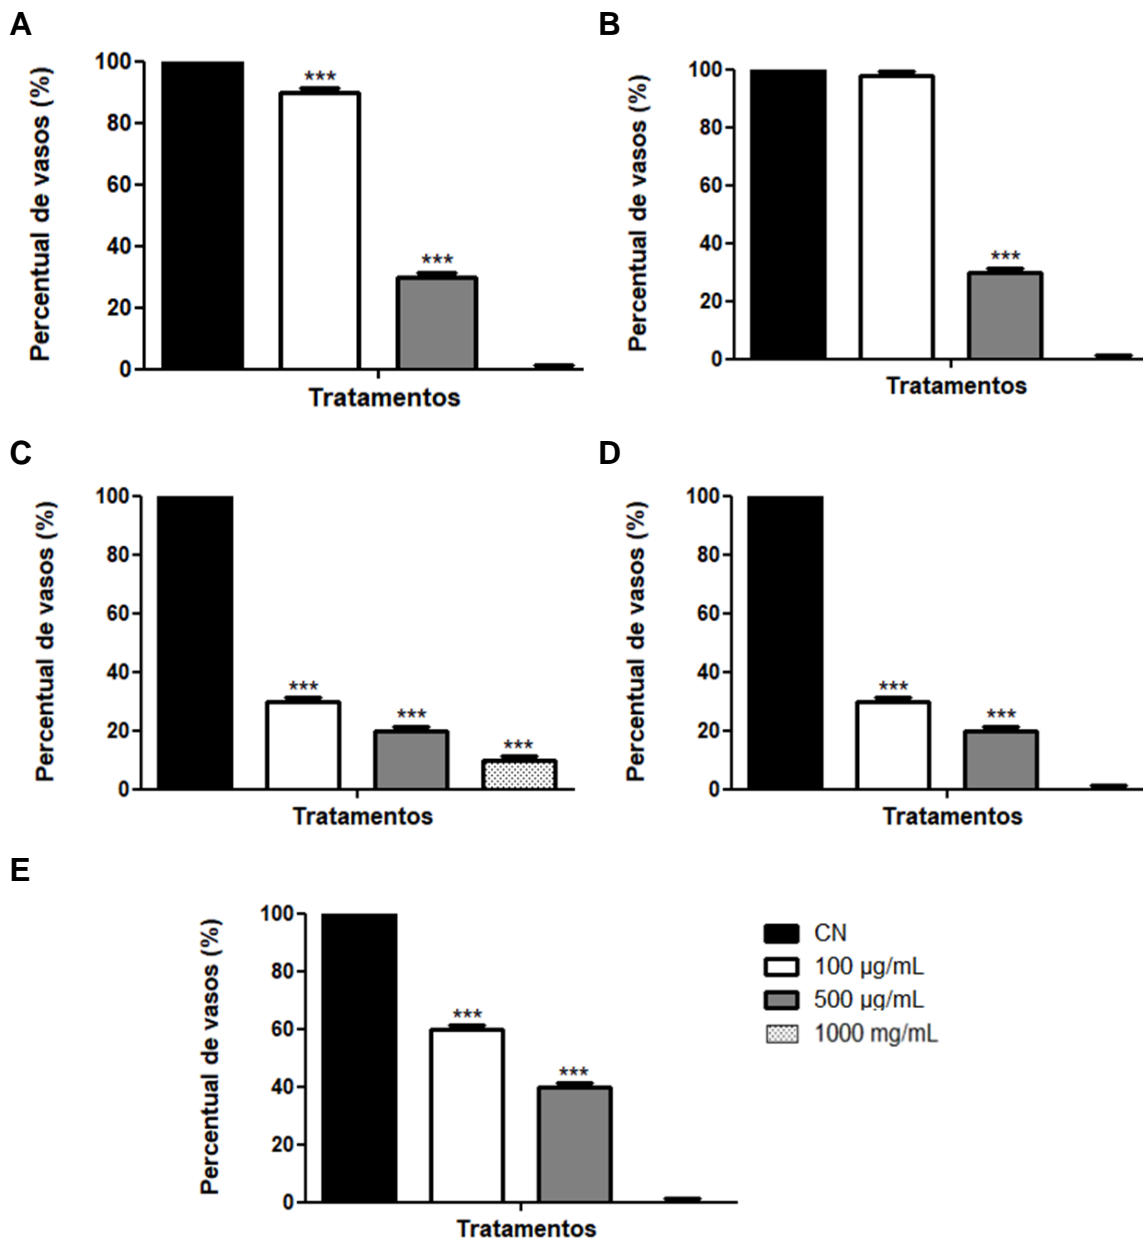 A
Percentual de vasos (%)
100
80
60
40
20
0
***
***
Tratamentos
B
Percentual de vasos (%)
100
80
60
40
20
0
***
Tratamentos
C
Percentual de vasos (%)
100
80
60
40
20
0
***
***
***
Tratamentos
D
Percentual de vasos (%)
100
80
60
40
20
0
***
***
Tratamentos
E
Percentual de vasos (%)
100
80
60
40
20
0
***
***
Tratamentos
CN
100 µg/mL
500 µg/mL
1000 mg/mL